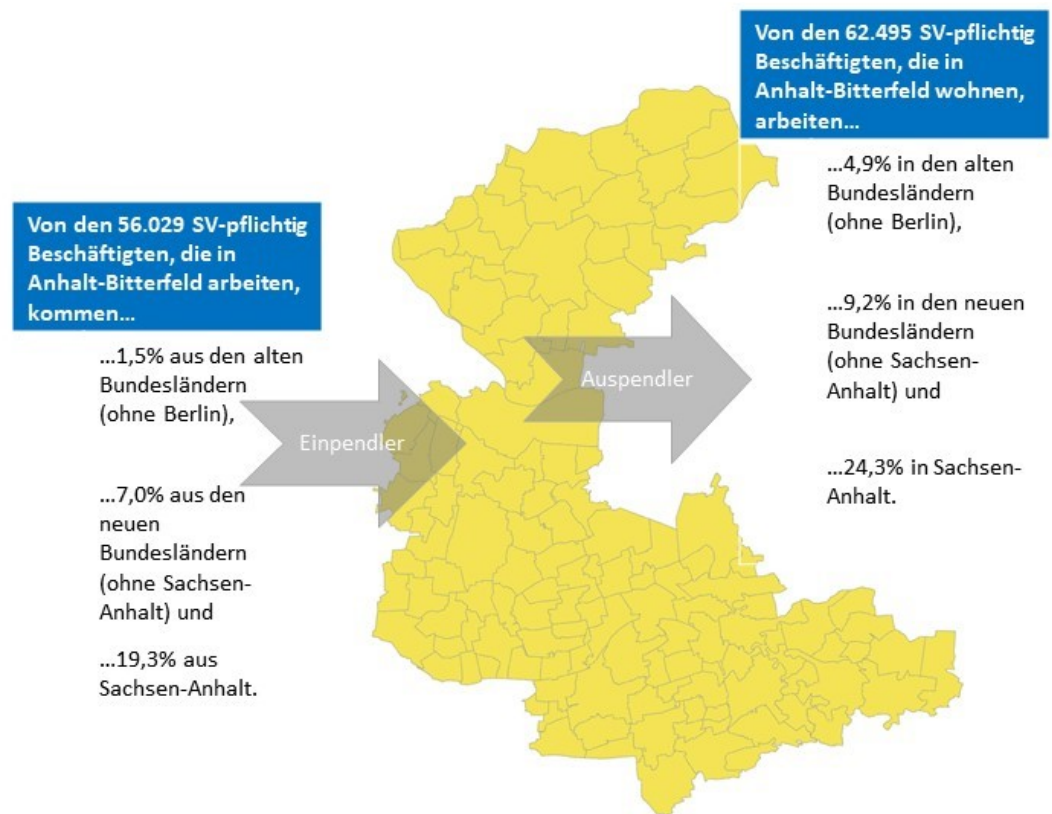 Von den 56.029 SV-pflichtig
Beschäftigten, die in
Anhalt-Bitterfeld arbeiten,
kommen...
...1,5% aus den alten
Bundesländern
(ohne Berlin),
...7,0% aus den
neuen
Bundesländern
(ohne Sachsen-
Anhalt) und
...19,3% aus
Sachsen-Anhalt.
Einpendler
Auspendler
Von den 62.495 SV-pflichtig
Beschäftigten, die in
Anhalt-Bitterfeld wohnen,
arbeiten...
...4,9% in den alten
Bundesländern
(ohne Berlin),
...9,2% in den neuen
Bundesländern
(ohne Sachsen-
Anhalt) und
...24,3% in Sachsen-
Anhalt.